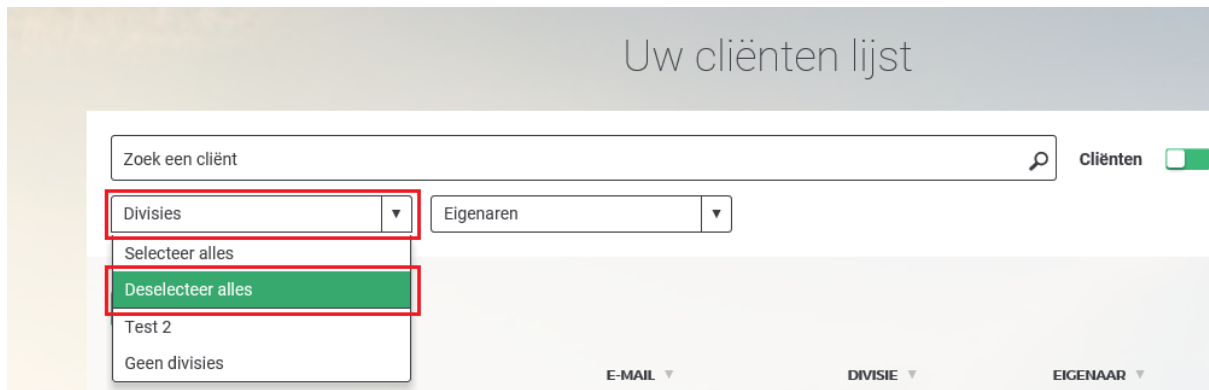 Uw cliënten lijst
Zoek een cliënt
Cliënten
Divisies
Eigenaren
Selecteer alles
Deselecteer alles
Test 2
Geen divisies
E-MAIL DIVISIE EIGENAAR